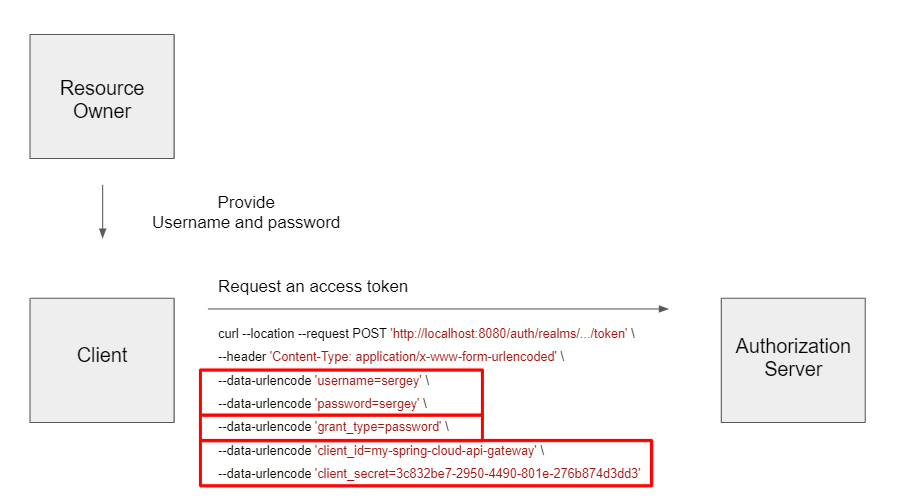 Resource
Owner
Provide
Username and password
Request an access token
Client
curl --location --request POST 'http://localhost:8080/auth/realms/.../token' \
--header 'Content-Type: application/x-www-form-urlencoded' \
--data-urlencode 'username=sergey' \
--data-urlencode 'password=sergey' \
--data-urlencode 'grant_type=password' \
--data-urlencode 'client_id=my-spring-cloud-api-gateway' \
--data-urlencode 'client_secret=3c832be7-2950-4490-801e-276b874d3dd3'
Authorization
Server